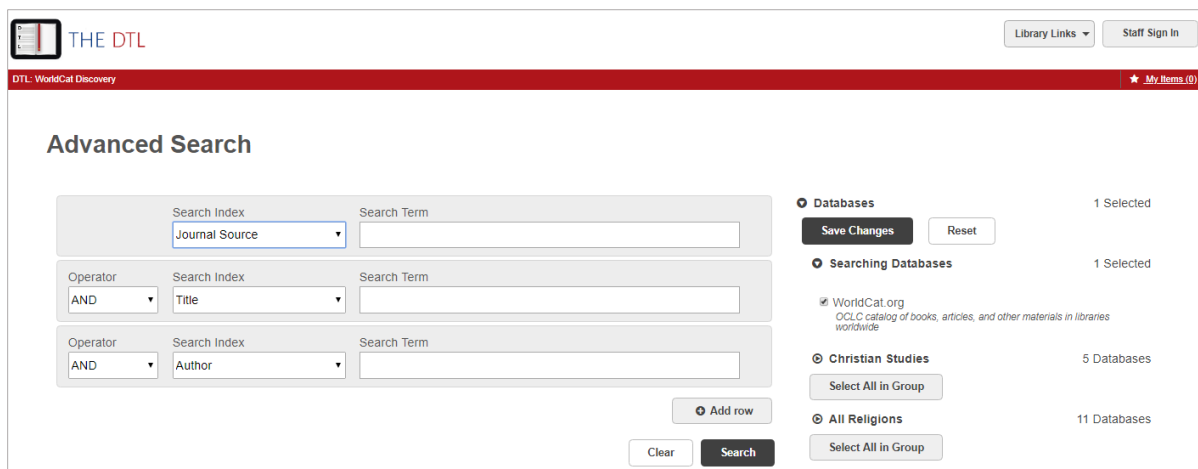 THE DTL
Library Links
Staff Sign In
DTL: WorldCat Discovery
My Items (0)
Advanced Search
Search Index
Search Term
Journal Source
Operator
Search Index
Search Term
AND
Title
Operator
Search Index
Search Term
AND
Author
Add row
Clear
Search
Databases
1 Selected
Save Changes
Reset
Searching Databases
1 Selected
WorldCat.org
OCLC catalog of books, articles, and other materials in libraries
worldwide
Christian Studies
5 Databases
Select All in Group
All Religions
11 Databases
Select All in Group